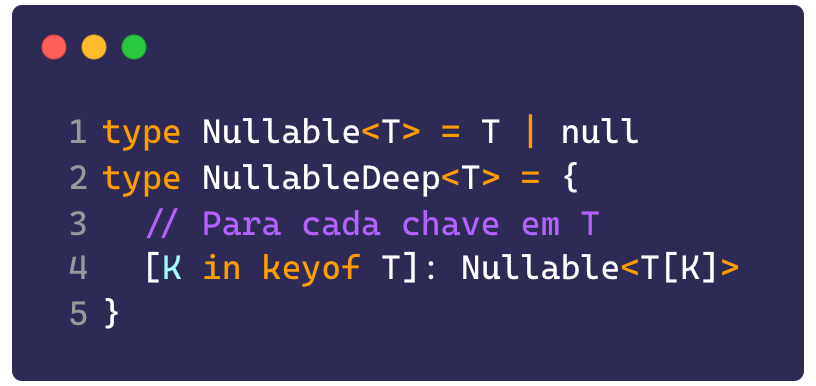 1 type Nullable<T> = T | null
2 type NullableDeep<T> = {
3   // Para cada chave em T
4   [K in keyof T]: Nullable<T[K]>
5 }